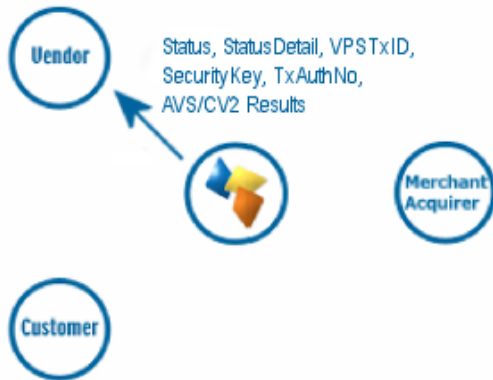 Vendor
Status, StatusDetail, VPSTxID,
SecurityKey, TxAuthNo,
AVS/CV2 Results
Merchant
Acquirer
Customer